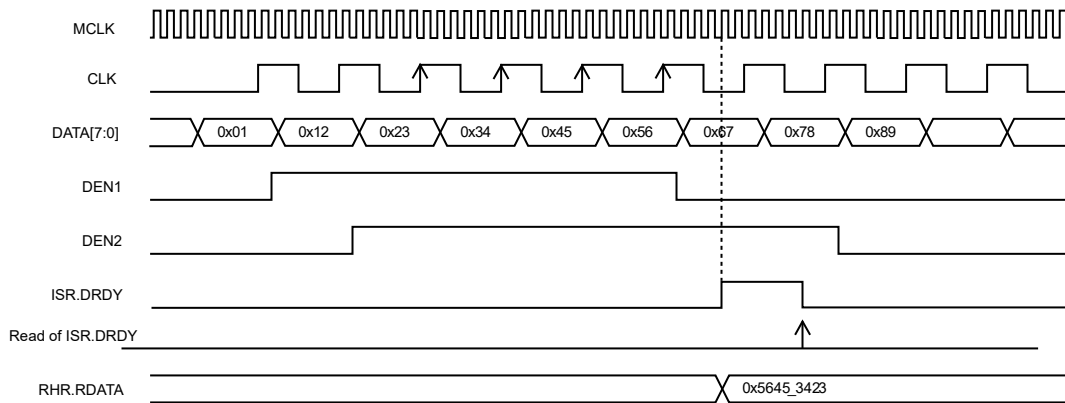 MCLK
CLK
DATA[7:0] 0x01 0x12 0x23 0x34 0x45 0x56 0x67 0x78 0x89
DEN1
DEN2
ISR.DRDY
Read of ISR.DRDY
RHR.RDATA 0x5645_3423